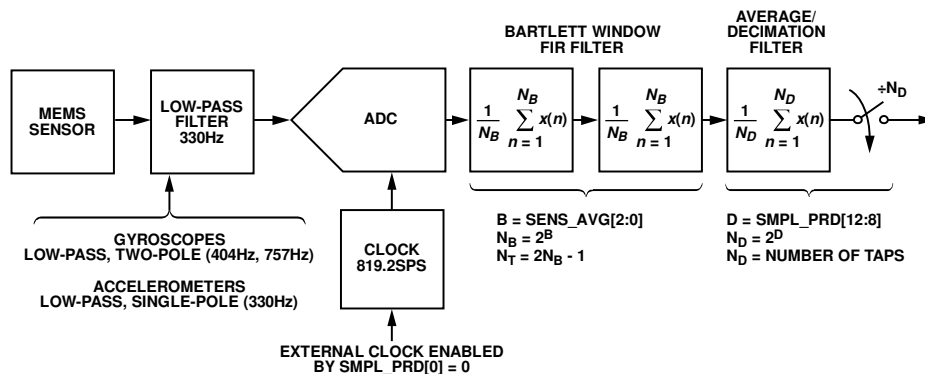 BARTLETT WINDOW
FIR FILTER
AVERAGE/
DECIMATION
FILTER
MEMS
SENSOR
LOW-PASS
FILTER
330Hz
ADC
1/N_B N_B ∑ n = 1 x(n)
1/N_B N_B ∑ n = 1 x(n)
1/N_D N_D ∑ n = 1 x(n)
÷N_D
GYROSCOPES
LOW-PASS, TWO-POLE (404Hz, 757Hz)
ACCELEROMETERS
LOW-PASS, SINGLE-POLE (330Hz)
CLOCK
819.2SPS
B = SENS_AVG[2:0]
N_B = 2^B
N_T = 2N_B - 1
D = SMPL_PRD[12:8]
N_D = 2^D
N_D = NUMBER OF TAPS
EXTERNAL CLOCK ENABLED
BY SMPL_PRD[0] = 0